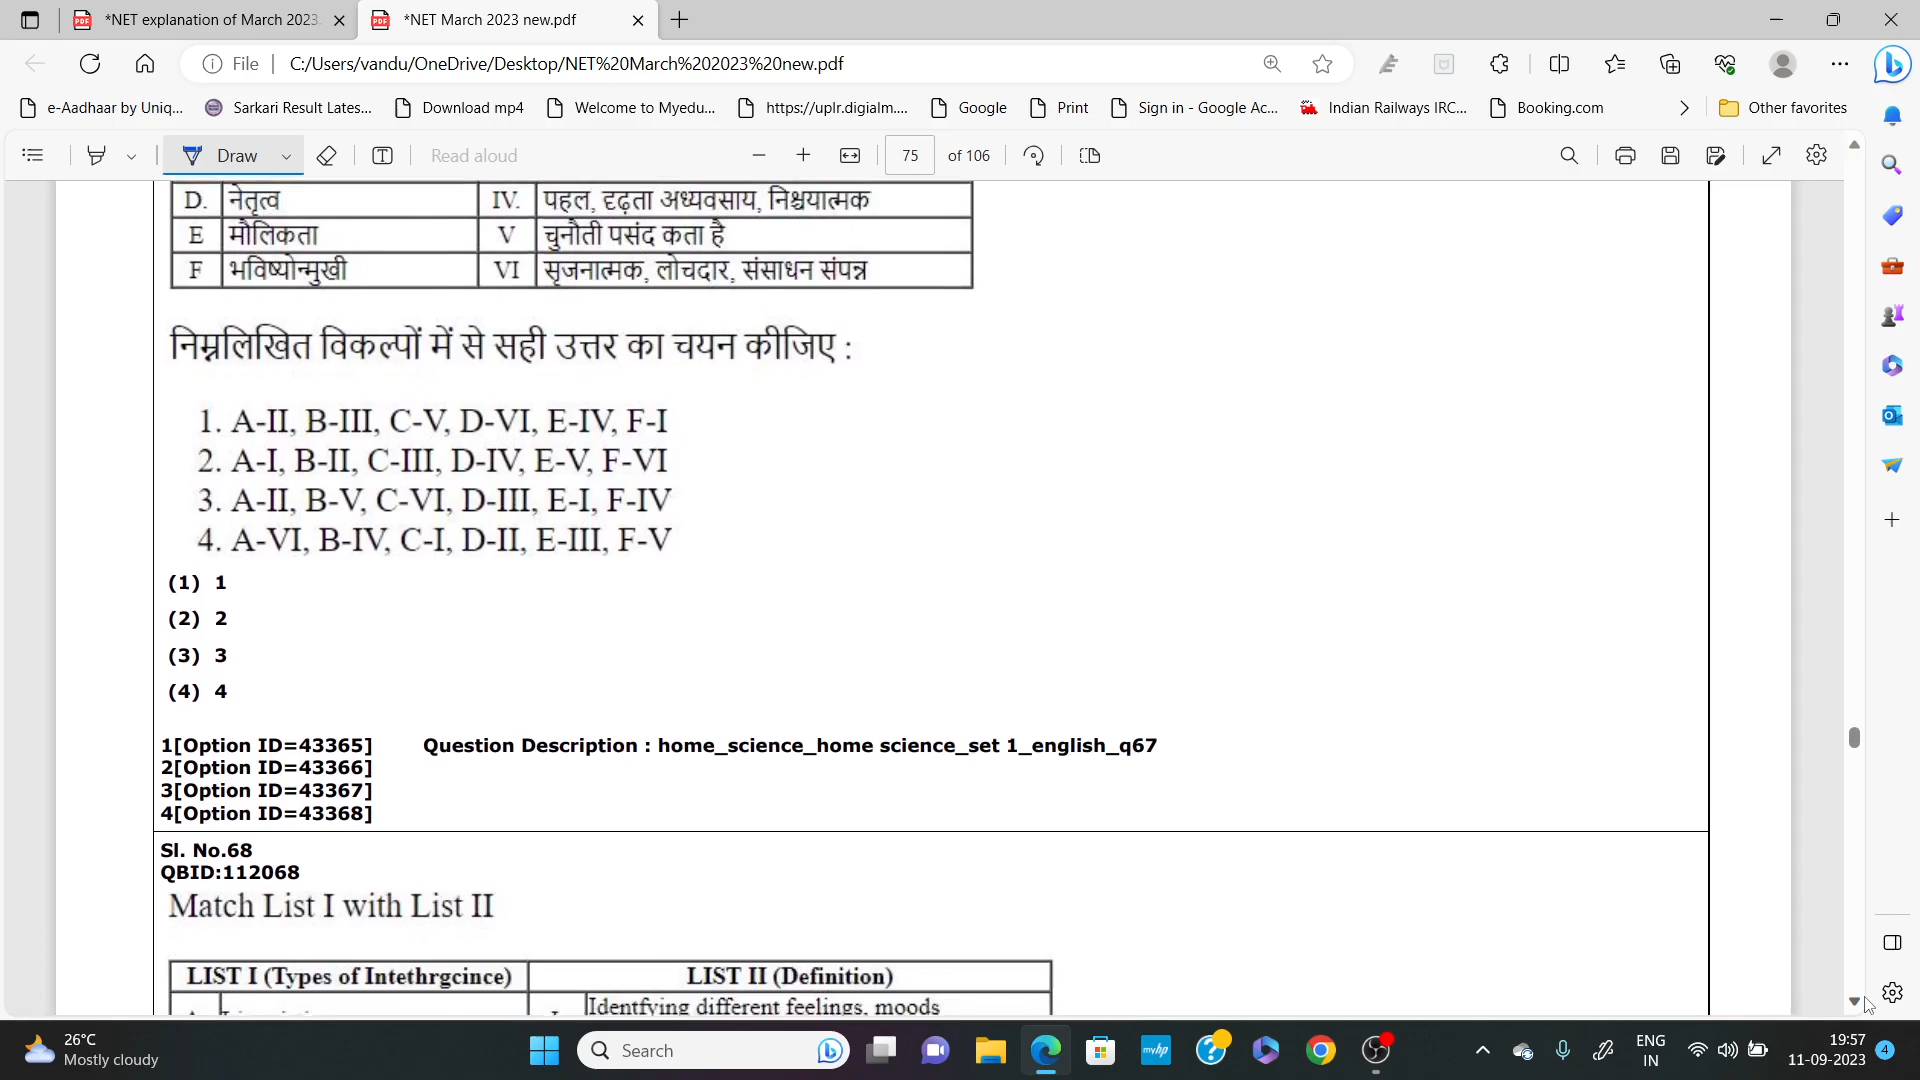 *NET explanation of March 2023.
*NET March 2023 new.pdf
File
C:/Users/vandu/OneDrive/Desktop/NET%20March%202023%20new.pdf
e-Aadhaar by Uniq...
Sarkari Result Lates...
Download mp4
Welcome to Myedu...
https://uplr.digialm....
Google
Print
Sign in - Google Ac...
Indian Railways IRC...
Booking.com
Other favorites
Draw
Read aloud
75
of 106
D. नेतृत्व IV. पहल, दृढ़ता अध्यवसाय, निश्चयात्मक
E मौलिकता V चुनौती पसंद कता है
F भविष्योन्मुखी VI सृजनात्मक, लोचदार, संसाधन संपन्न
निम्नलिखित विकल्पों में से सही उत्तर का चयन कीजिए :
1. A-II, B-III, C-V, D-VI, E-IV, F-I
2. A-I, B-II, C-III, D-IV, E-V, F-VI
3. A-II, B-V, C-VI, D-III, E-I, F-IV
4. A-VI, B-IV, C-I, D-II, E-III, F-V
(1) 1
(2) 2
(3) 3
(4) 4
1[Option ID=43365] Question Description : home_science_home science_set 1_english_q67
2[Option ID=43366]
3[Option ID=43367]
4[Option ID=43368]
Sl. No.68
QBID:112068
Match List I with List II
LIST I (Types of Intethrgcince) LIST II (Definition)
Identfying different feelings, moods
26°C
Mostly cloudy
Search
myhp
ENG
IN
19:57
11-09-2023
4